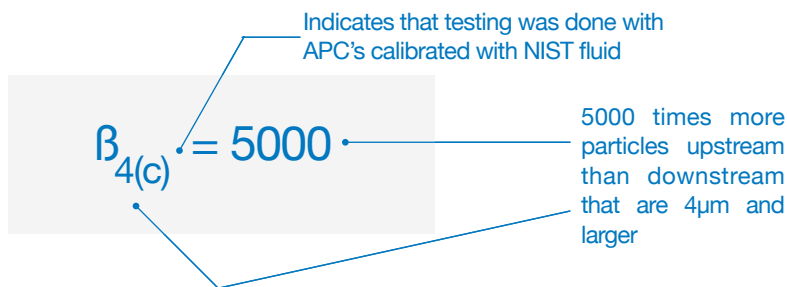 Indicates that testing was done with
APC's calibrated with NIST fluid
ß4(c) = 5000
5000 times more
particles upstream
than downstream
that are 4µm and
larger